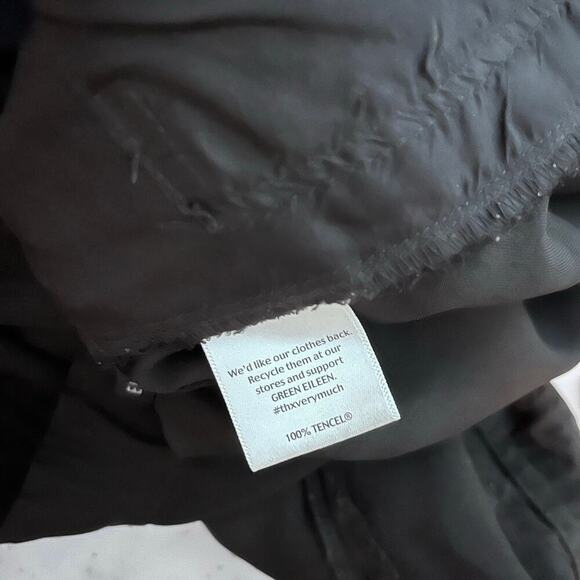 We'd like our clothes back.
Recycle them at our
stores and support
GREEN EILEEN.
#thxverymuch
100% TENCEL®